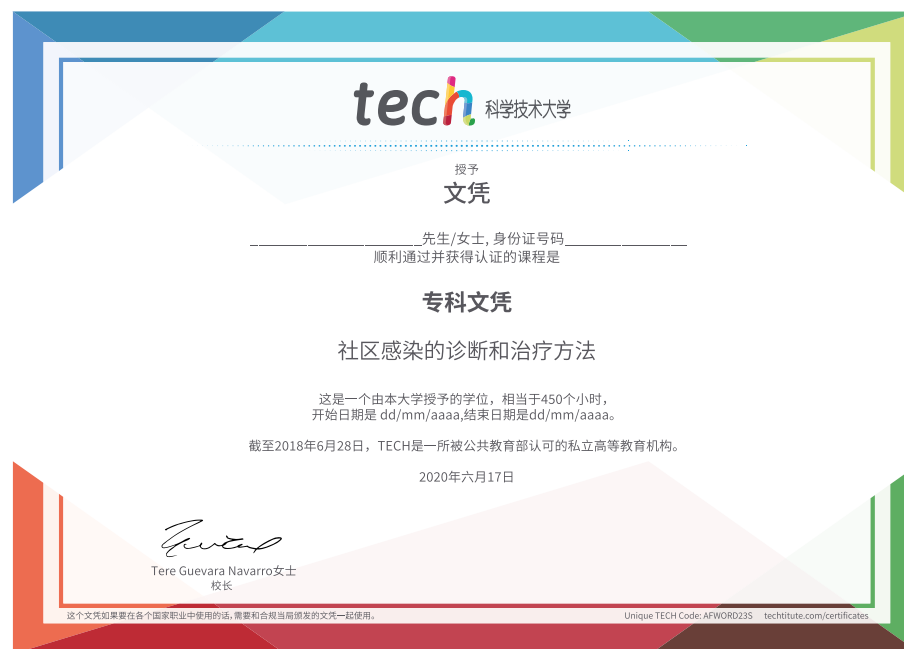 tech 科学技术大学
授予
文凭
______________________先生/女士, 身份证号码________________
顺利通过并获得认证的课程是
专科文凭
社区感染的诊断和治疗方法
这是一个由本大学授予的学位，相当于450个小时，
开始日期是 dd/mm/aaaa,结束日期是dd/mm/aaaa。
截至2018年6月28日，TECH是一所被公共教育部认可的私立高等教育机构。
2020年六月17日
Tere Guevara Navarro女士
校长
这个文凭如果要在各个国家职业中使用的话,需要和合规当局颁发的文凭一起使用。
Unique TECH Code: AFWORD23S techtitute.com/certificates